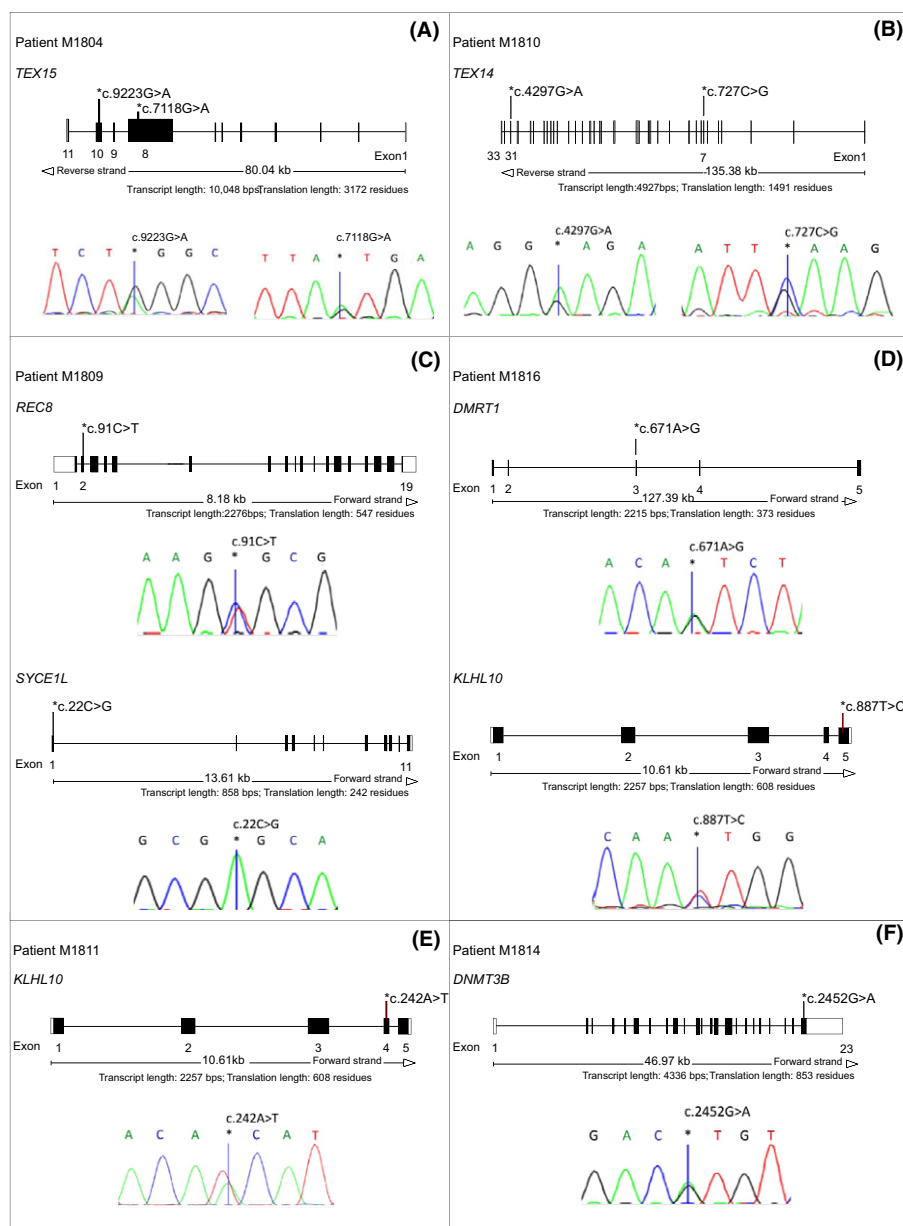 (A)
Patient M1804
TEX15
*c.9223G>A
*c.7118G>A
11 10 9 8 Exon1
Reverse strand 80.04 kb
Transcript length: 10,048 bps; Translation length: 3172 residues
c.9223G>A
T C T * G G C
c.7118G>A
T T A * T G A
(B)
Patient M1810
TEX14
*c.4297G>A
*c.727C>G
33 31 7 Exon1
Reverse strand 135.38 kb
Transcript length:4927bps; Translation length: 1491 residues
c.4297G>A
A G G * A G A
c.727C>G
A T T * A A G
(C)
Patient M1809
REC8
*c.91C>T
Exon 1 2 19
8.18 kb Forward strand
Transcript length:2276bps; Translation length: 547 residues
c.91C>T
A A G * G C G
SYCE1L
*c.22C>G
Exon 1 11
13.61 kb Forward strand
Transcript length: 858 bps; Translation length: 242 residues
c.22C>G
G C G * G C A
(D)
Patient M1816
DMRT1
*c.671A>G
Exon 1 2 3 4 5
127.39 kb Forward strand
Transcript length: 2215 bps; Translation length: 373 residues
c.671A>G
A C A * T C T
KLHL10
*c.887T>C
Exon 1 2 3 4 5
10.61 kb Forward strand
Transcript length: 2257 bps; Translation length: 608 residues
c.887T>C
C A A * T G G
(E)
Patient M1811
KLHL10
*c.242A>T
Exon 1 2 3 4 5
10.61kb Forward strand
Transcript length: 2257 bps; Translation length: 608 residues
c.242A>T
A C A * C A T
(F)
Patient M1814
DNMT3B
*c.2452G>A
Exon 1 23
46.97 kb Forward strand
Transcript length: 4336 bps; Translation length: 853 residues
c.2452G>A
G A C * T G T